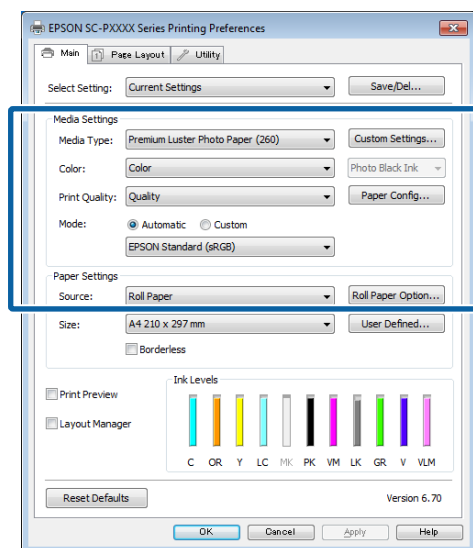 EPSON SC-PXXXX Series Printing Preferences
Main Page Layout Utility
Select Setting: Current Settings Save/Del...
Media Settings
Media Type: Premium Luster Photo Paper (260) Custom Settings...
Color: Color Photo Black Ink
Print Quality: Quality Paper Config...
Mode: Automatic Custom
EPSON Standard (sRGB)
Paper Settings
Source: Roll Paper Roll Paper Option...
Size: A4 210 x 297 mm User Defined...
Borderless
Print Preview
Layout Manager
Ink Levels
C OR Y LC MK PK VM LK GR V VLM
Reset Defaults Version 6.70
OK Cancel Apply Help